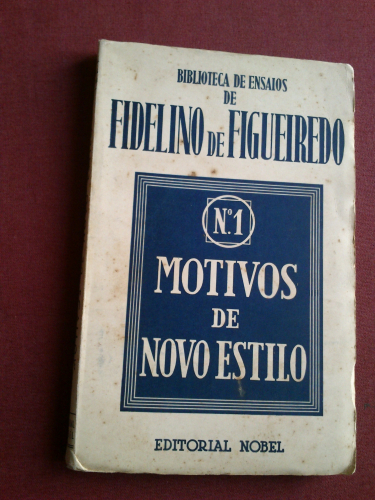 BIBLIOTECA DE ENSAIOS
DE
FIDELINO DE FIGUEIREDO
Nº.1
MOTIVOS
DE
NOVO ESTILO
EDITORIAL NOBEL